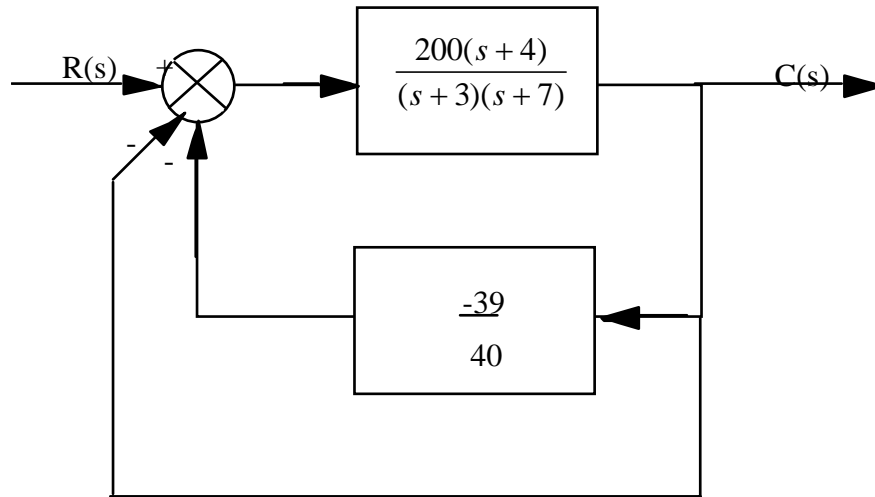 R(s)
+
200(s + 4)
(s + 3)(s + 7)
C(s)
-
-
-39
40